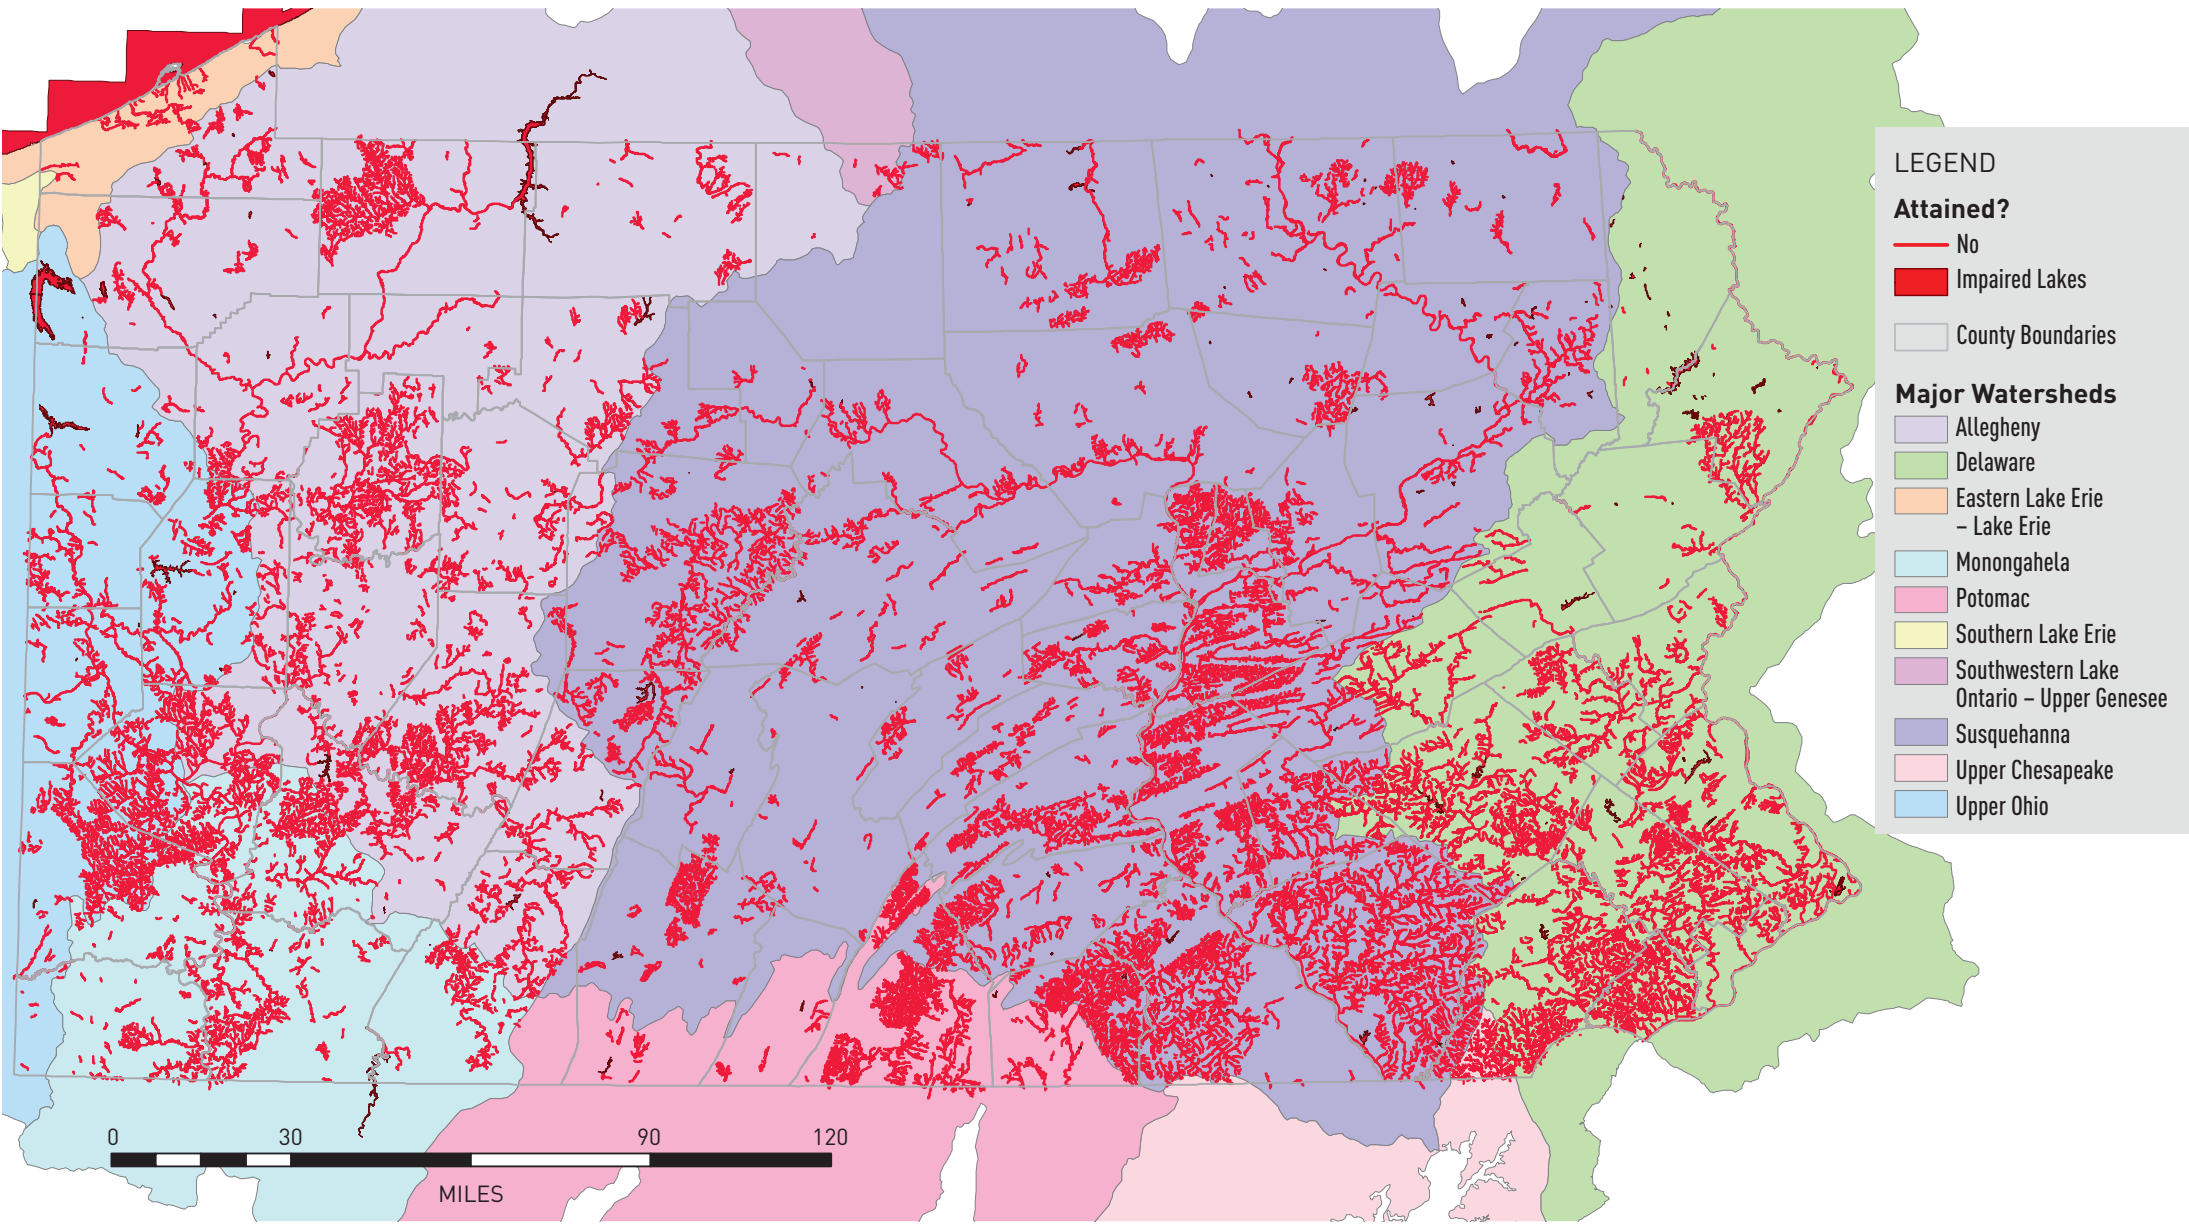 LEGEND
Attained?
No
Impaired Lakes
County Boundaries
Major Watersheds
Allegheny
Delaware
Eastern Lake Erie
– Lake Erie
Monongahela
Potomac
Southern Lake Erie
Southwestern Lake
Ontario – Upper Genesee
Susquehanna
Upper Chesapeake
Upper Ohio
0 30 90 120
MILES